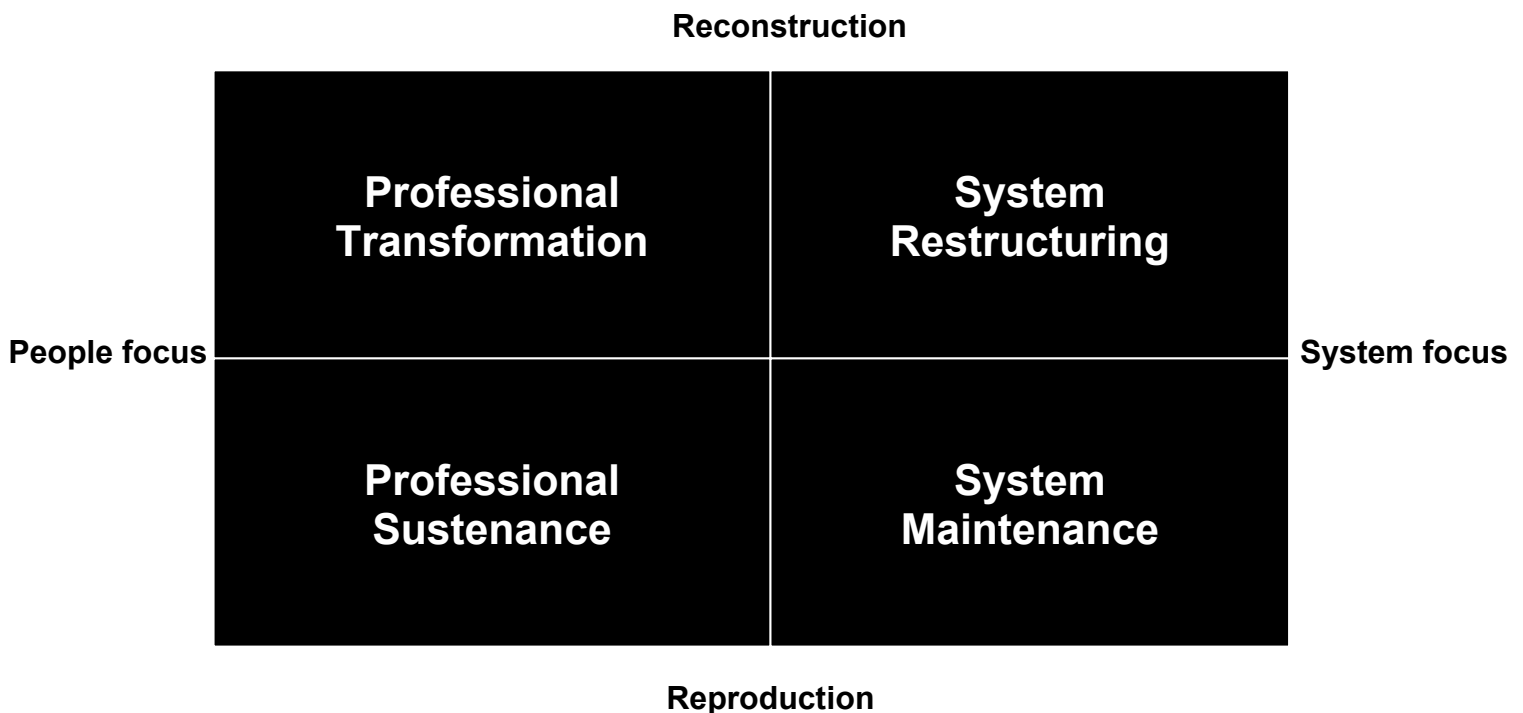 Reconstruction
Professional
Transformation
System
Restructuring
People focus
System focus
Professional
Sustenance
System
Maintenance
Reproduction